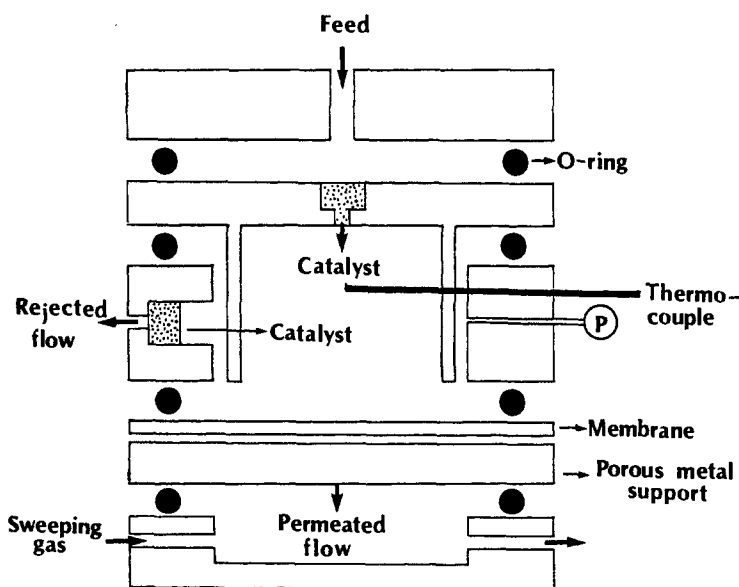 Feed
O-ring
Catalyst
Thermo-
couple
Rejected
flow
Catalyst
P
Membrane
Porous metal
support
Sweeping
gas
Permeated
flow